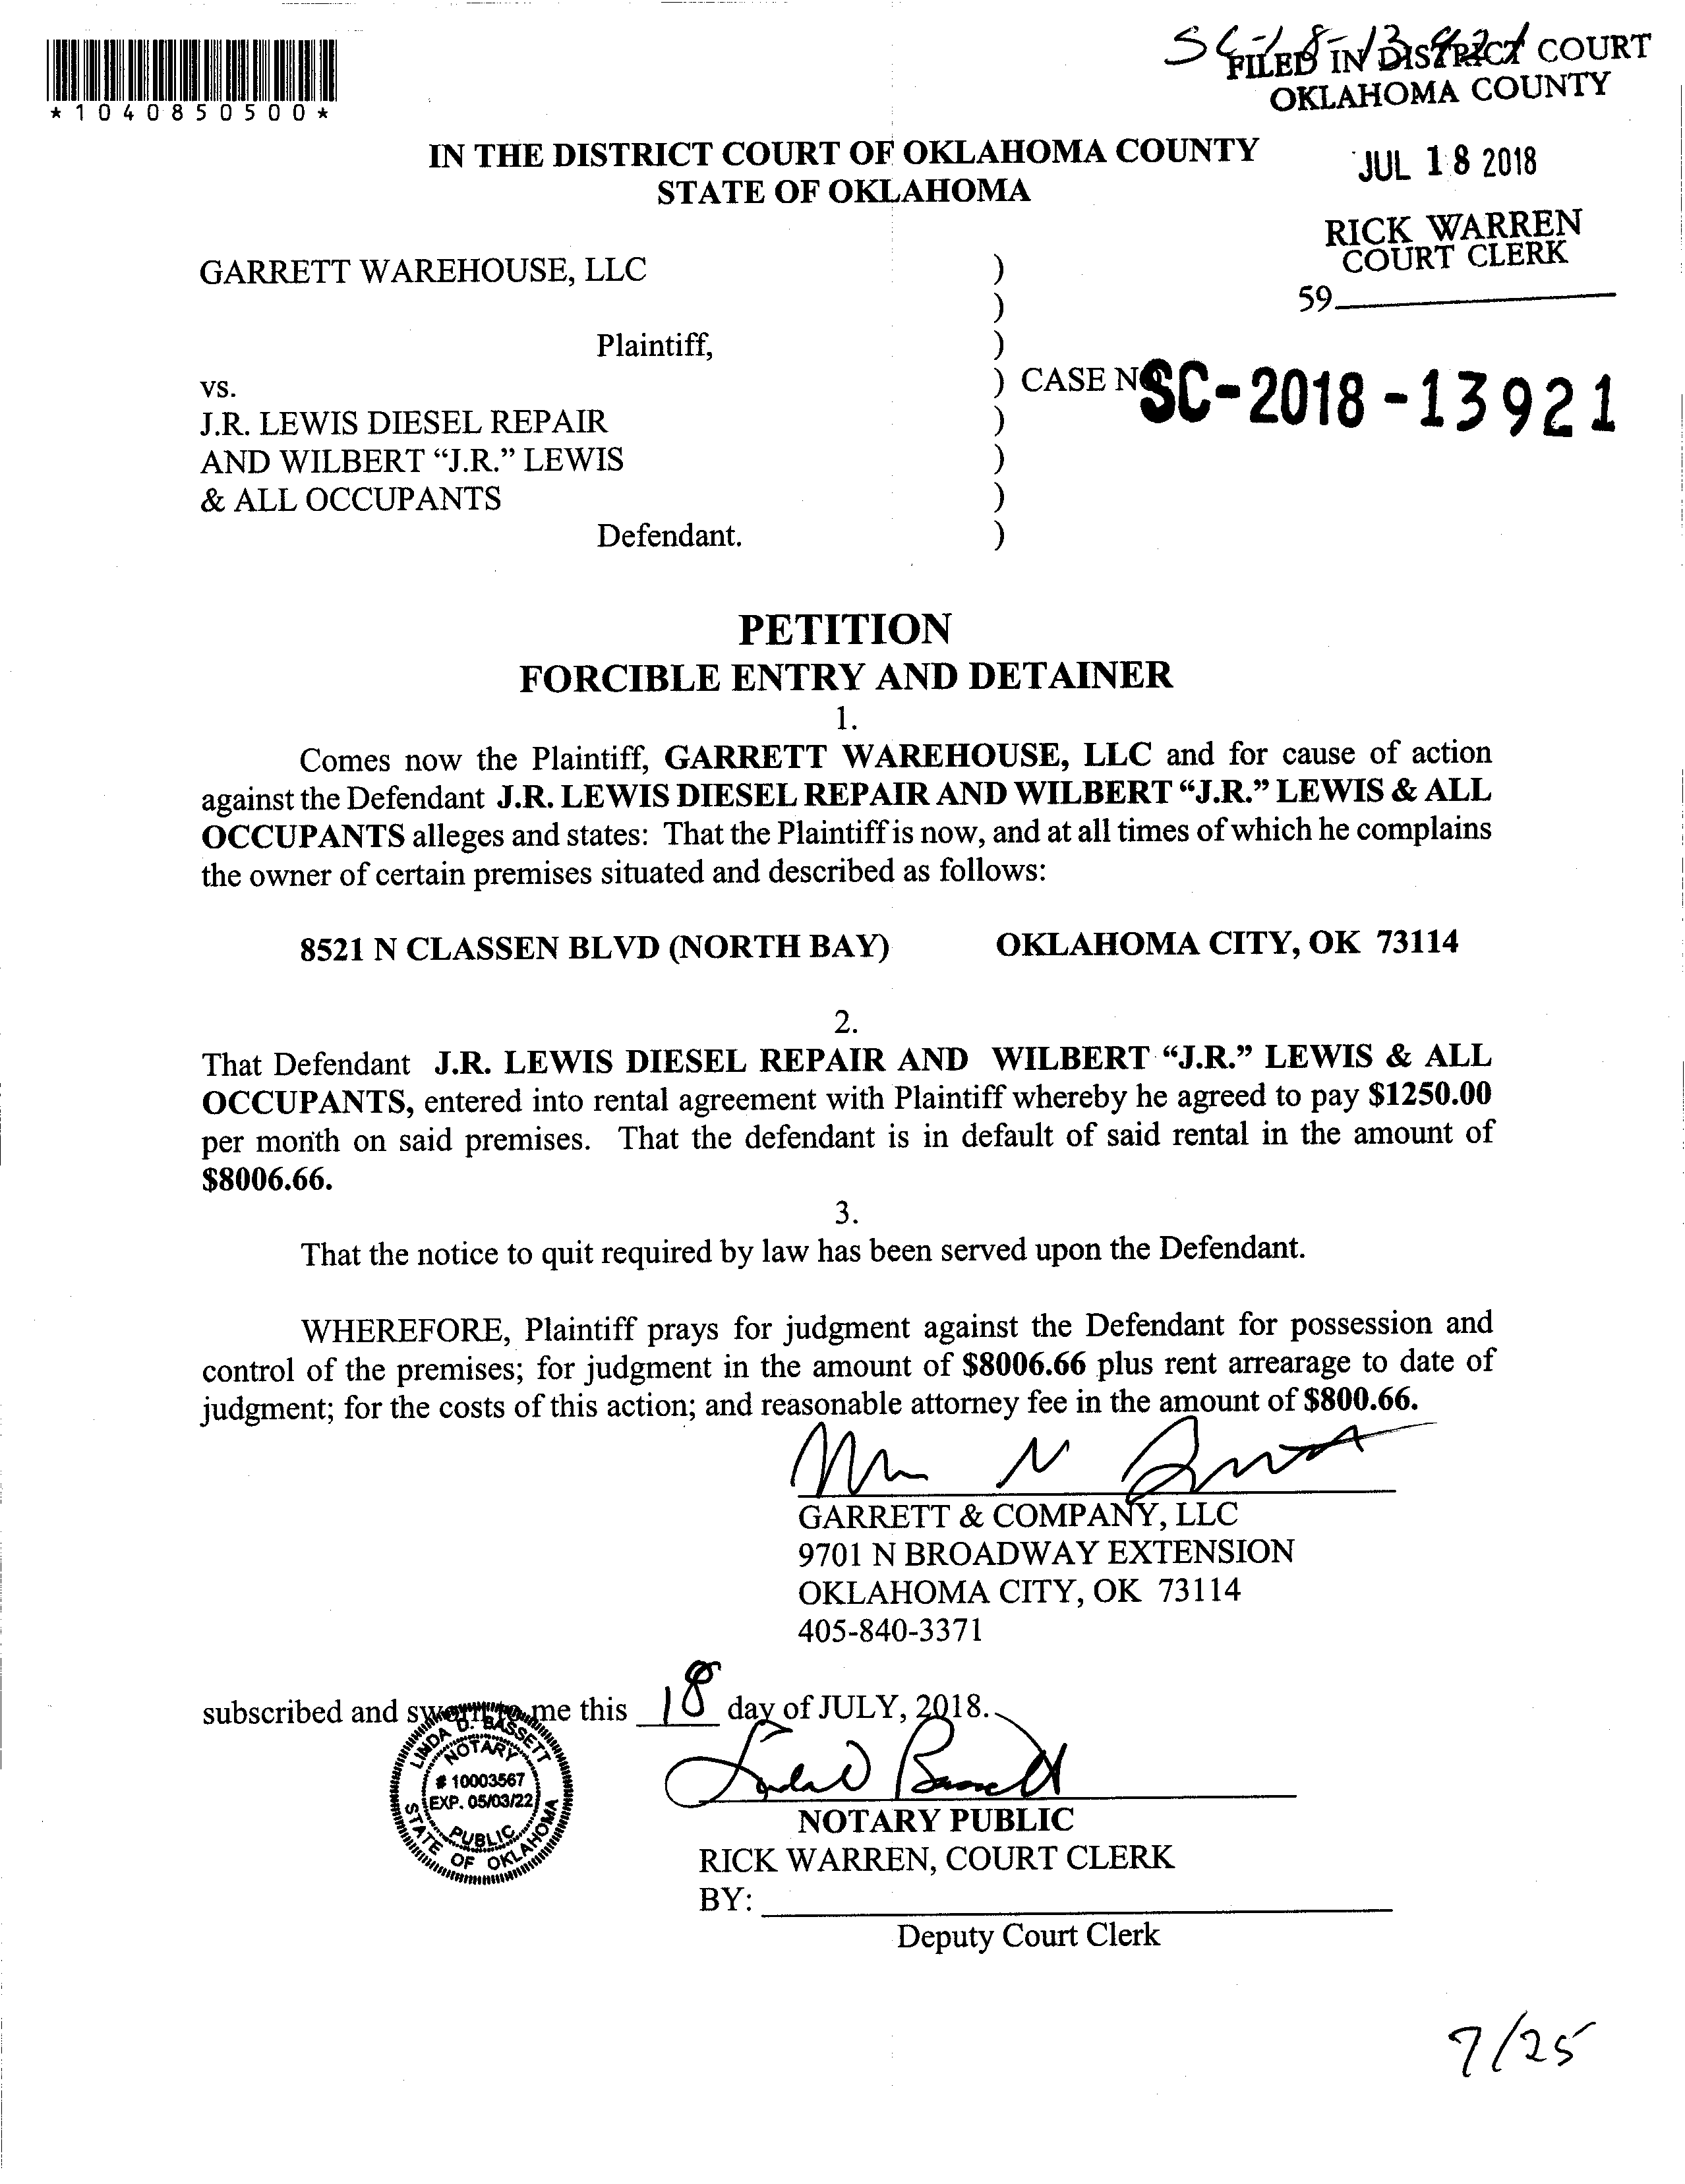 SC-18-13921
FILED IN DISTRICT COURT
OKLAHOMA COUNTY
*1040850500*
IN THE DISTRICT COURT OF OKLAHOMA COUNTY
STATE OF OKLAHOMA
JUL 18 2018
RICK WARREN
COURT CLERK
59
GARRETT WAREHOUSE, LLC )
)
Plaintiff, )
vs. ) CASE NO
SC-2018-13921
J.R. LEWIS DIESEL REPAIR )
AND WILBERT “J.R.” LEWIS )
& ALL OCCUPANTS )
Defendant. )
PETITION
FORCIBLE ENTRY AND DETAINER
1.
Comes now the Plaintiff, GARRETT WAREHOUSE, LLC and for cause of action
against the Defendant J.R. LEWIS DIESEL REPAIR AND WILBERT “J.R.” LEWIS & ALL
OCCUPANTS alleges and states: That the Plaintiff is now, and at all times of which he complains
the owner of certain premises situated and described as follows:
8521 N CLASSEN BLVD (NORTH BAY) OKLAHOMA CITY, OK 73114
2.
That Defendant J.R. LEWIS DIESEL REPAIR AND WILBERT “J.R.” LEWIS & ALL
OCCUPANTS, entered into rental agreement with Plaintiff whereby he agreed to pay $1250.00
per month on said premises. That the defendant is in default of said rental in the amount of
$8006.66.
3.
That the notice to quit required by law has been served upon the Defendant.
WHEREFORE, Plaintiff prays for judgment against the Defendant for possession and
control of the premises; for judgment in the amount of $8006.66 plus rent arrearage to date of
judgment; for the costs of this action; and reasonable attorney fee in the amount of $800.66.
GARRETT & COMPANY, LLC
9701 N BROADWAY EXTENSION
OKLAHOMA CITY, OK 73114
405-840-3371
subscribed and sworn to me this 18 day of JULY, 2018.
LINDA D. BASSETT
NOTARY
# 10003567
EXP. 05/03/22
PUBLIC
STATE OF OKLAHOMA
Linda D Bassett
NOTARY PUBLIC
RICK WARREN, COURT CLERK
BY:
Deputy Court Clerk
7/25